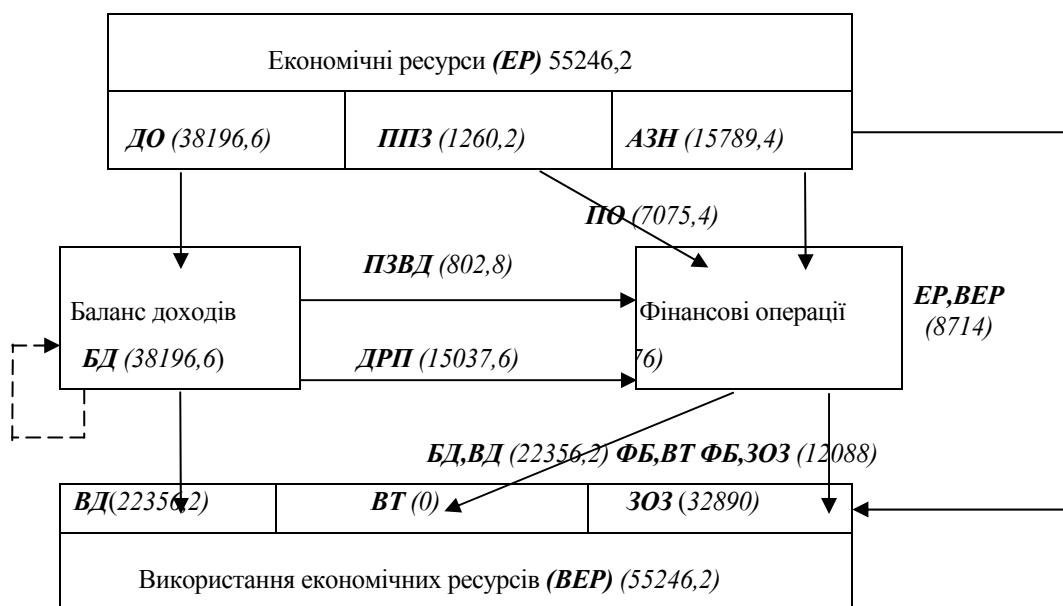 Економічні ресурси (ЕР) 55246,2
ДО (38196,6) ППЗ (1260,2) АЗН (15789,4)
ПО (7075,4)
ПЗВД (802,8)
Баланс доходів Фінансові операції ЕР,ВЕР
(8714)
БД (38196,6) ДРП (15037,6) 76)
БД,ВД (22356,2) ФБ,ВТ ФБ,ЗОЗ (12088)
ВД(22356,2) ВТ (0) ЗОЗ (32890)
Використання економічних ресурсів (ВЕР) (55246,2)